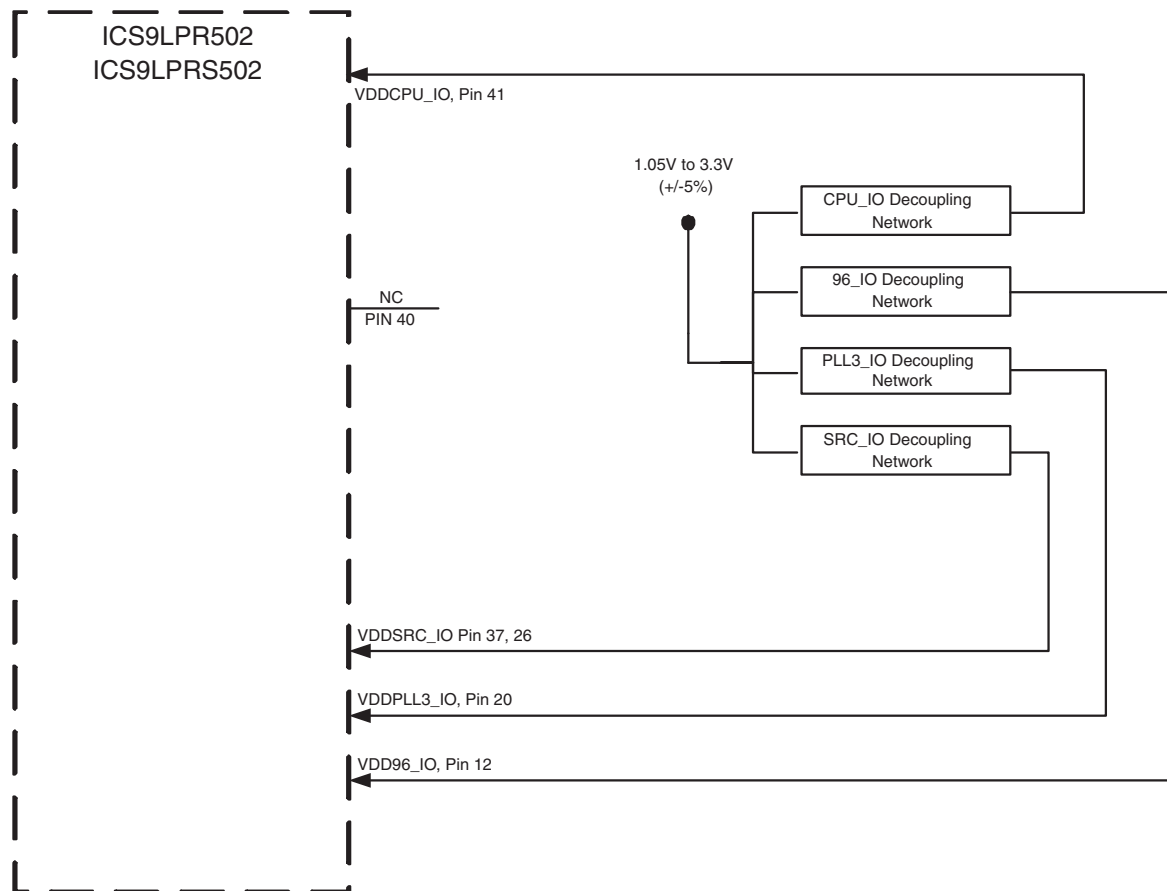 ICS9LPR502
ICS9LPRS502
VDDCPU_IO, Pin 41
1.05V to 3.3V
(+/-5%)
CPU_IO Decoupling
Network
96_IO Decoupling
Network
NC
PIN 40
PLL3_IO Decoupling
Network
SRC_IO Decoupling
Network
VDDSRC_IO Pin 37, 26
VDDPLL3_IO, Pin 20
VDD96_IO, Pin 12